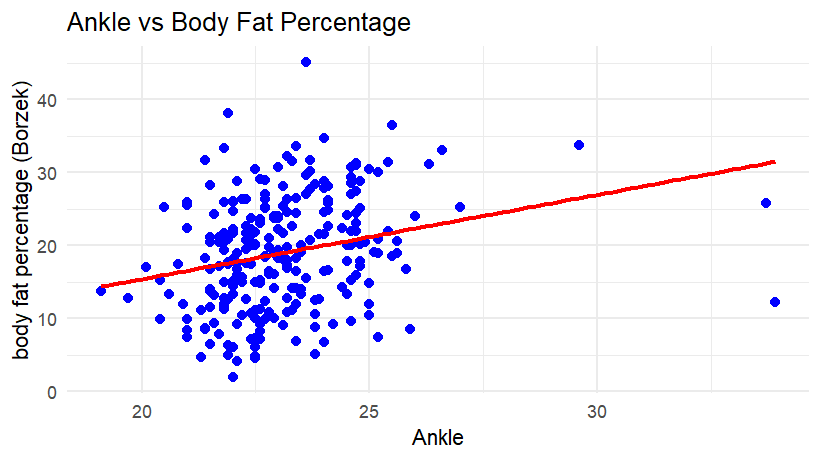 Ankle vs Body Fat Percentage
body fat percentage (Borzek)
40
30
20
10
0
20 25 30
Ankle